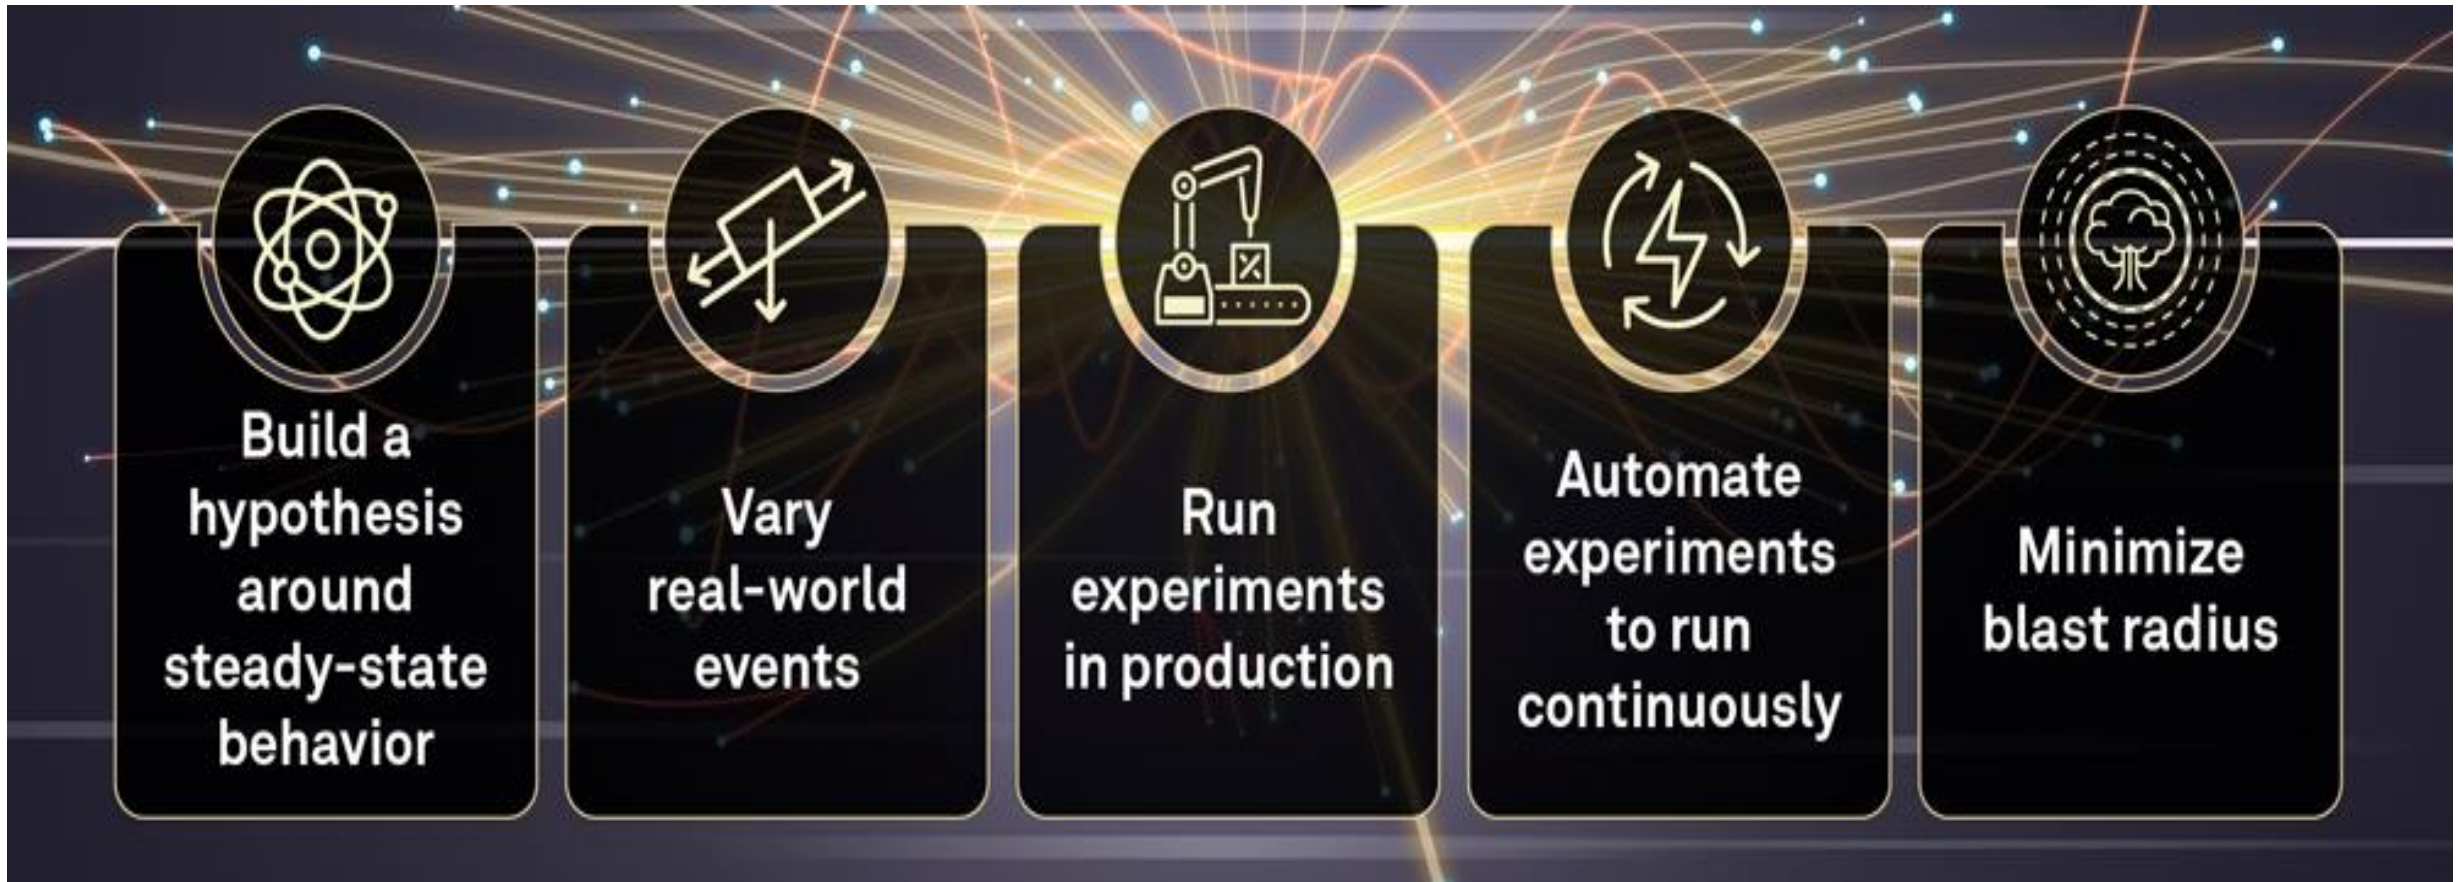 Build a
hypothesis
around
steady-state
behavior
Vary
real-world
events
Run
experiments
in production
Automate
experiments
to run
continuously
Minimize
blast radius